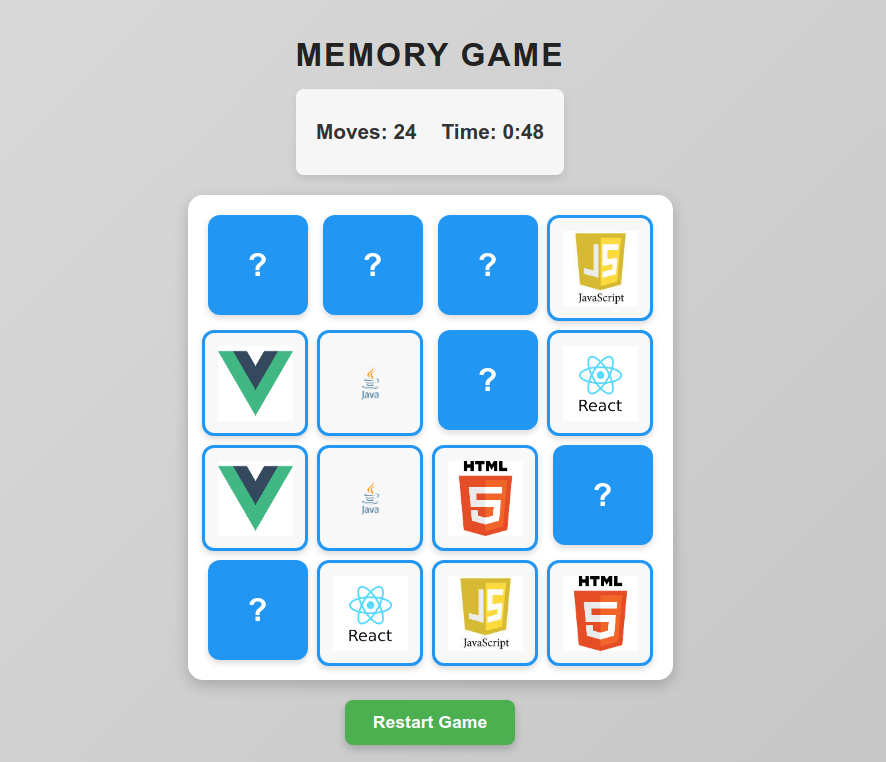 MEMORY GAME
Moves: 24 Time: 0:48
? ? ? JS JavaScript
Java ? React
Java HTML 5 ?
? React JS JavaScript HTML 5
Restart Game